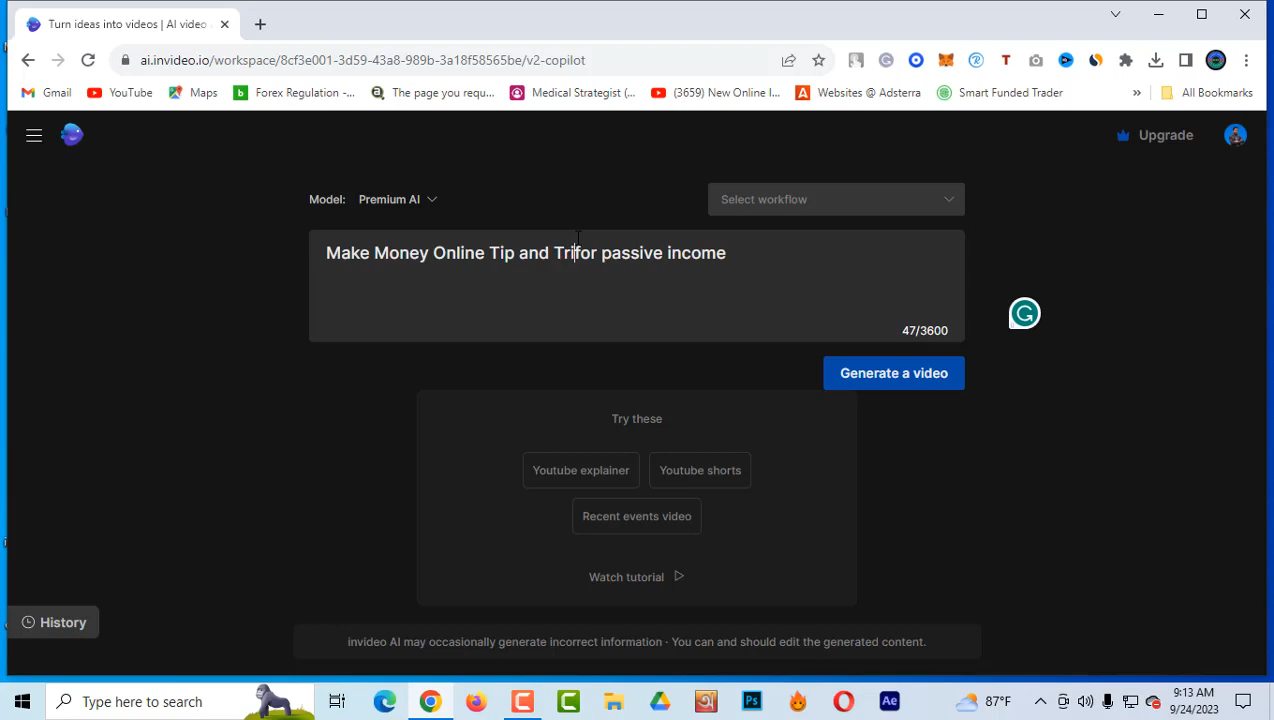 Turn ideas into videos | AI video
ai.invideo.io/workspace/8cf3e001-3d59-43a8-989b-3a18f58565be/v2-copilot
Gmail YouTube Maps Forex Regulation -... The page you requ... Medical Strategist (... (3659) New Online I... Websites @ Adsterra Smart Funded Trader » All Bookmarks
Upgrade
Model: Premium AI Select workflow
Make Money Online Tip and Trifor passive income
47/3600
Generate a video
Try these
Youtube explainer Youtube shorts
Recent events video
Watch tutorial
History
invideo AI may occasionally generate incorrect information · You can and should edit the generated content.
Type here to search Ps Ae 87°F 9:13 AM
9/24/2023